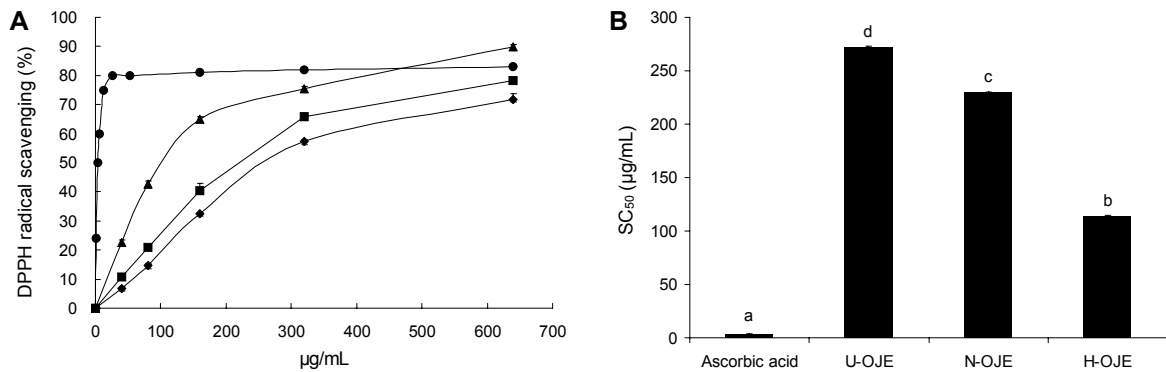 A
DPPH radical scavenging (%)
100
90
80
70
60
50
40
30
20
10
0
0 100 200 300 400 500 600 700
µg/mL
B
SC50 (µg/mL)
300
250
200
150
100
50
0
a
d
c
b
Ascorbic acid U-OJE N-OJE H-OJE